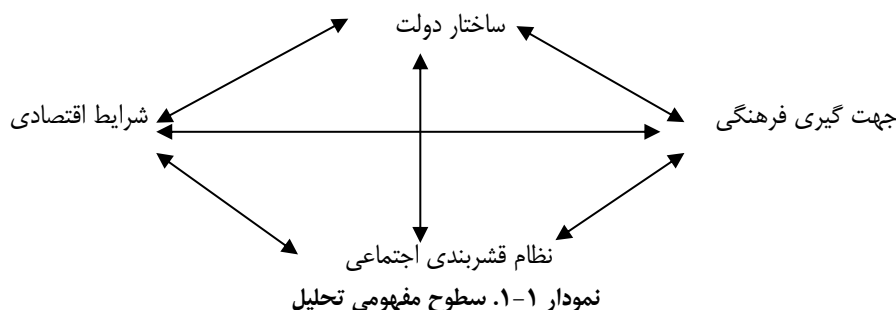 ساختار دولت
جهت گیری فرهنگی
شرایط اقتصادی
نظام قشربندی اجتماعی
نمودار ۱-۱. سطوح مفهومی تحلیل